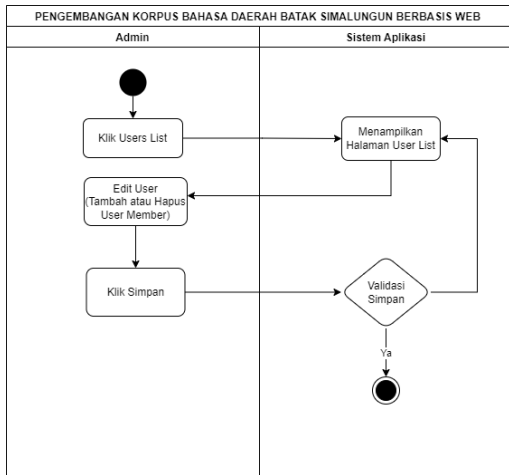 PENGEMBANGAN KORPUS BAHASA DAERAH BATAK SIMALUNGUN BERBASIS WEB
Admin
Sistem Aplikasi
Klik Users List
Menampilkan
Halaman User List
Edit User
(Tambah atau Hapus
User Member)
Klik Simpan
Validasi
Simpan
Ya